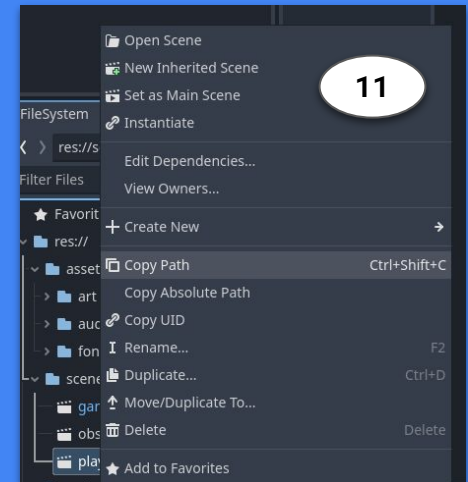 Open Scene
New Inherited Scene
Set as Main Scene
11
Instantiate
FileSystem
res://s
Edit Dependencies...
Filter Files
View Owners...
Favorit
Create New
res://
asset
Copy Path Ctrl+Shift+C
art
Copy Absolute Path
aud
Copy UID
fon
Rename... F2
scene
Duplicate... Ctrl+D
gar
Move/Duplicate To...
obs
Delete Delete
play
Add to Favorites